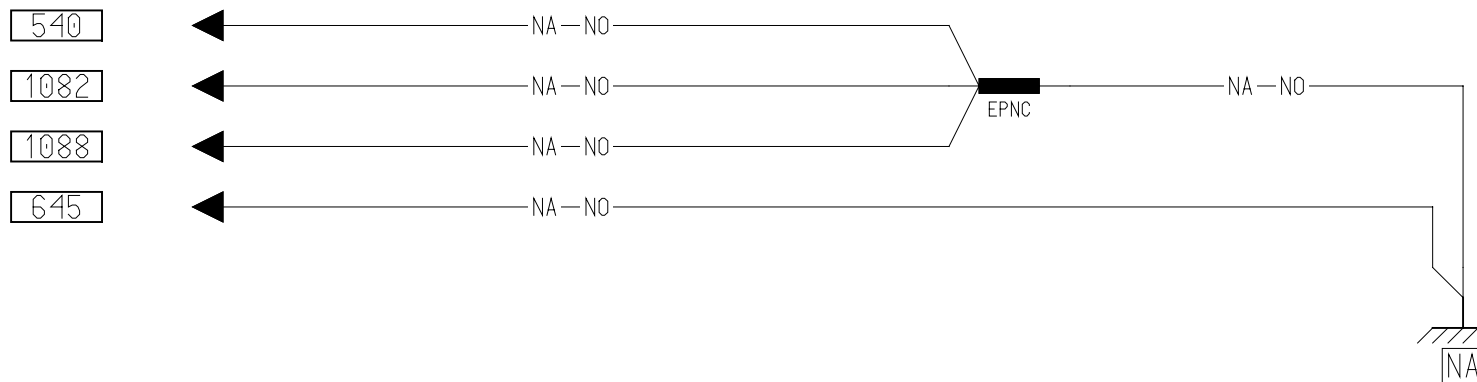 540 NA NO
1082 NA NO NA NO
EPNC
1088 NA NO
645 NA NO
NA